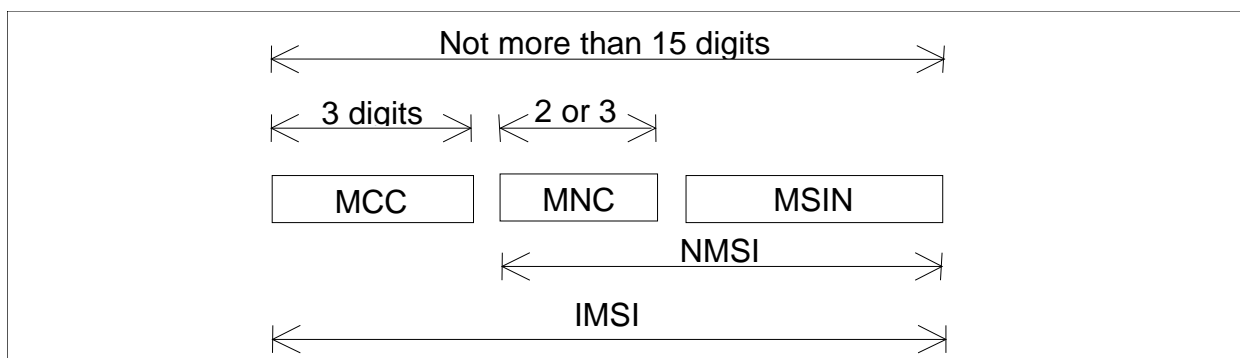 Not more than 15 digits
3 digits 2 or 3
MCC MNC MSIN
NMSI
IMSI